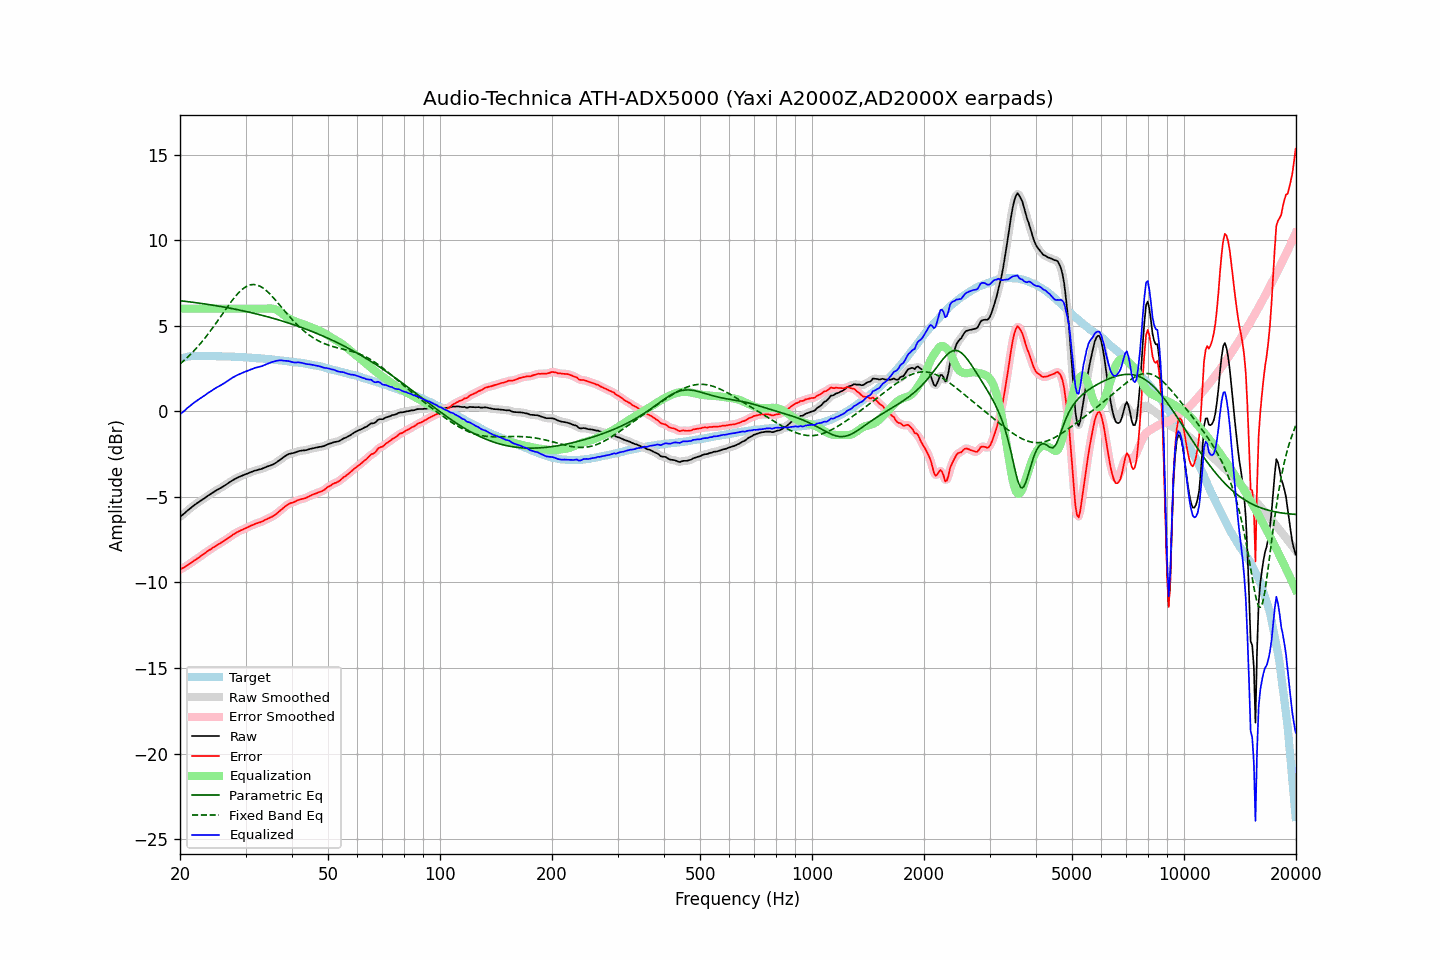 Audio-Technica ATH-ADX5000 (Yaxi A2000Z,AD2000X earpads)
Amplitude (dBr)
15
10
5
0
−5
−10
−15
−20
−25
Target
Raw Smoothed
Error Smoothed
Raw
Error
Equalization
Parametric Eq
Fixed Band Eq
Equalized
20 50 100 200 500 1000 2000 5000 10000 20000
Frequency (Hz)